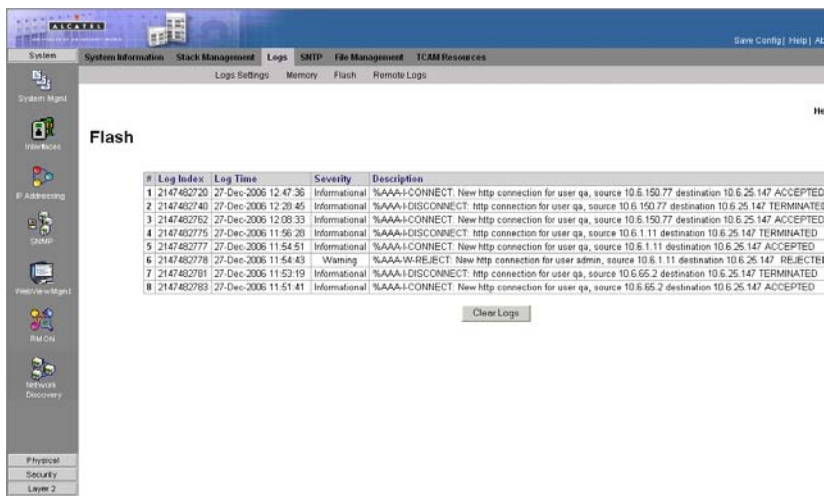 ALCATEL
Save Config | Help |
System
System Information Stack Management Logs SNTP File Management TCAM Resources
Logs Settings Memory Flash Remote Logs
System Mgmt
Interfaces
IP Addressing
SNMP
WebView Mgmt
RMON
Network Discovery
Physical
Security
Layer 2
Flash
# Log Index Log Time Severity Description
1 2147482720 27-Dec-2006 12:47:36 Informational %AAA-I-CONNECT: New http connection for user qa, source 10.6.150.77 destination 10.6.25.147 ACCEPTED
2 2147482740 27-Dec-2006 12:28:45 Informational %AAA-I-DISCONNECT: http connection for user qa, source 10.6.150.77 destination 10.6.25.147 TERMINATED
3 2147482762 27-Dec-2006 12:08:33 Informational %AAA-I-CONNECT: New http connection for user qa, source 10.6.150.77 destination 10.6.25.147 ACCEPTED
4 2147482775 27-Dec-2006 11:56:28 Informational %AAA-I-DISCONNECT: http connection for user qa, source 10.6.1.11 destination 10.6.25.147 TERMINATED
5 2147482777 27-Dec-2006 11:54:51 Informational %AAA-I-CONNECT: New http connection for user qa, source 10.6.1.11 destination 10.6.25.147 ACCEPTED
6 2147482778 27-Dec-2006 11:54:43 Warning %AAA-W-REJECT: New http connection for user admin, source 10.6.1.11 destination 10.6.25.147 REJECTED
7 2147482781 27-Dec-2006 11:53:19 Informational %AAA-I-DISCONNECT: http connection for user qa, source 10.6.65.2 destination 10.6.25.147 TERMINATED
8 2147482783 27-Dec-2006 11:51:41 Informational %AAA-I-CONNECT: New http connection for user qa, source 10.6.65.2 destination 10.6.25.147 ACCEPTED
Clear Logs